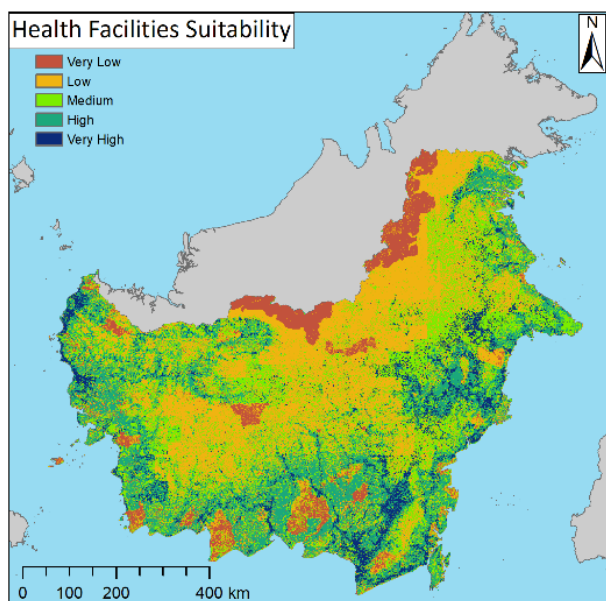 Health Facilities Suitability
N
Very Low
Low
Medium
High
Very High
0 100 200 400 km